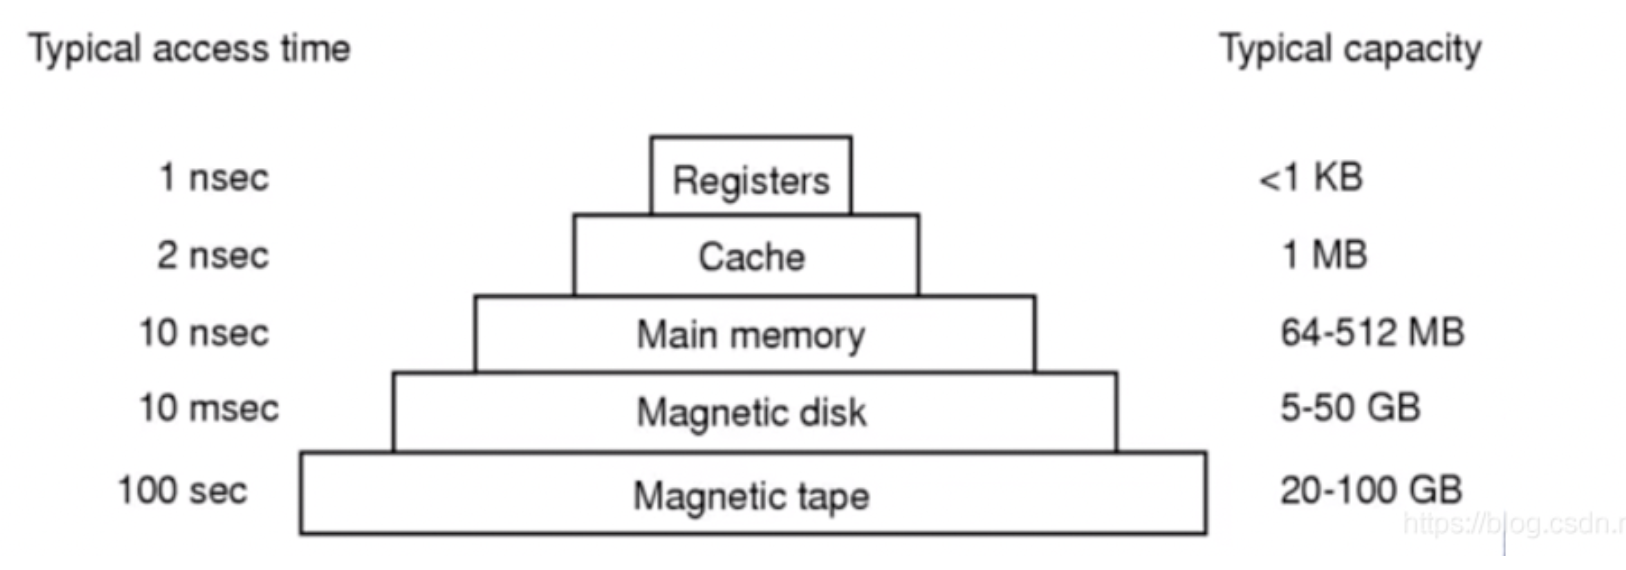 Typical access time Typical capacity
1 nsec Registers <1 KB
2 nsec Cache 1 MB
10 nsec Main memory 64-512 MB
10 msec Magnetic disk 5-50 GB
100 sec Magnetic tape 20-100 GB
https://blog.csdn.n